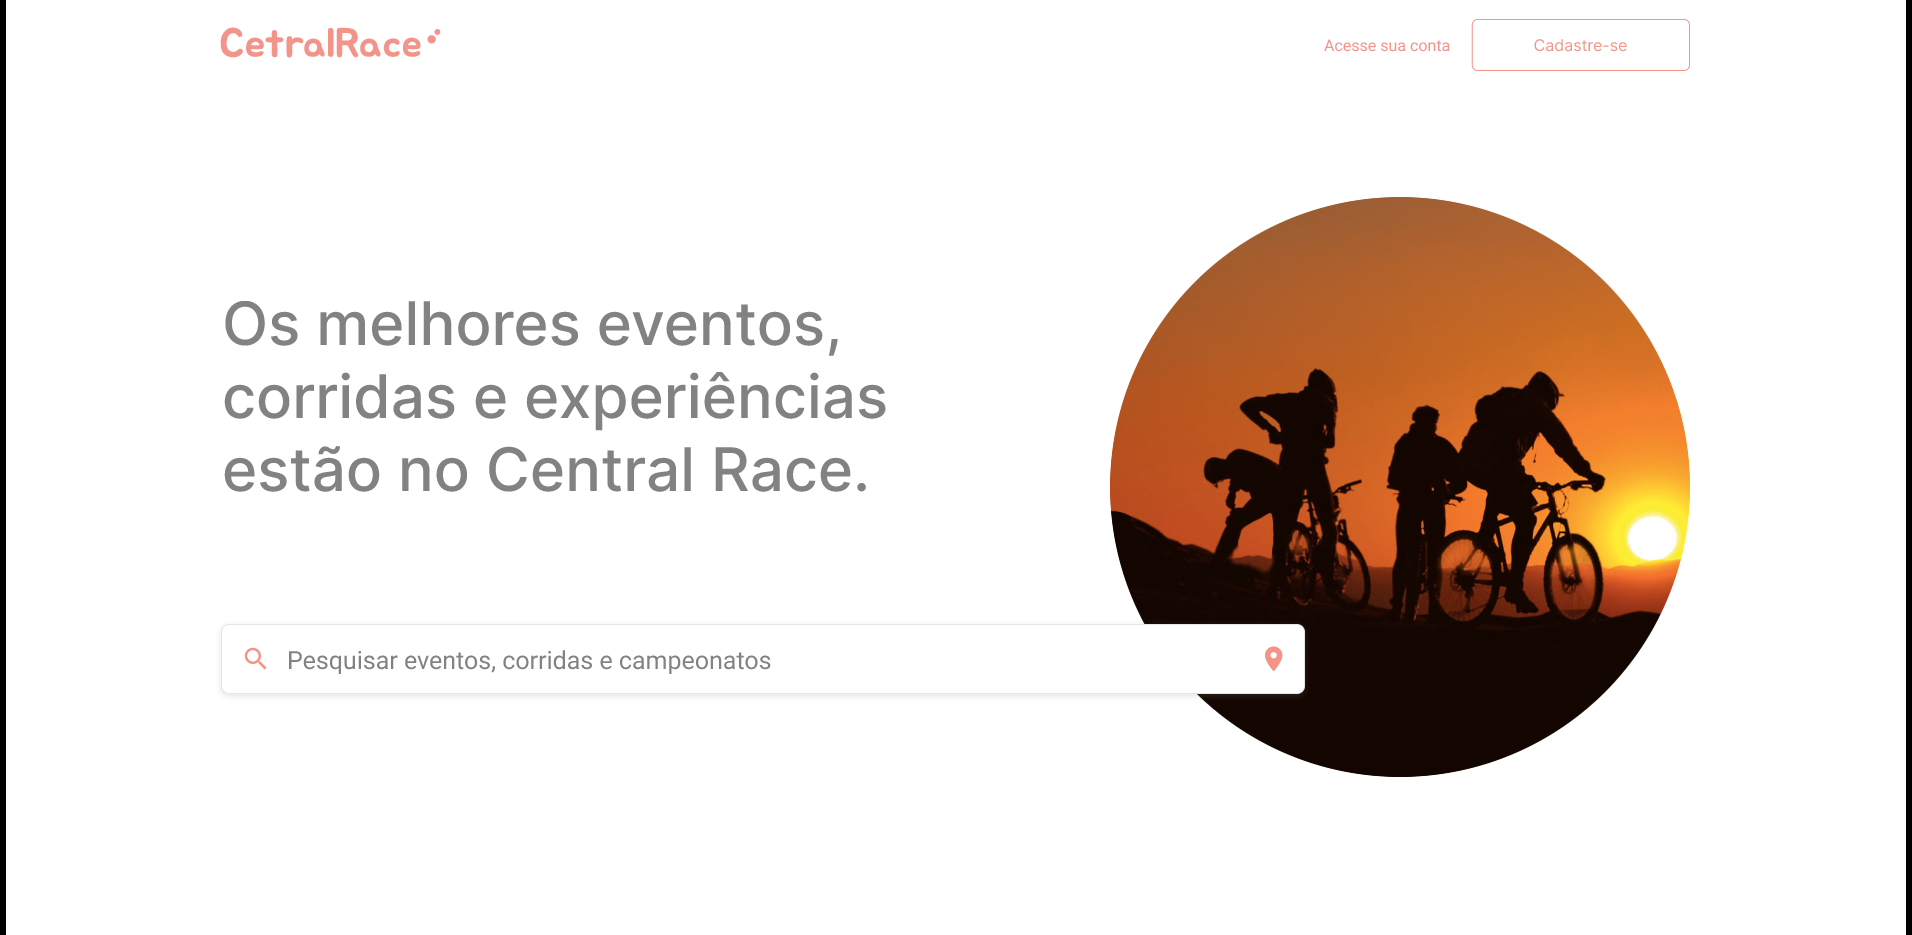 CetralRace
Acesse sua conta
Cadastre-se
Os melhores eventos,
corridas e experiências
estão no Central Race.
Pesquisar eventos, corridas e campeonatos